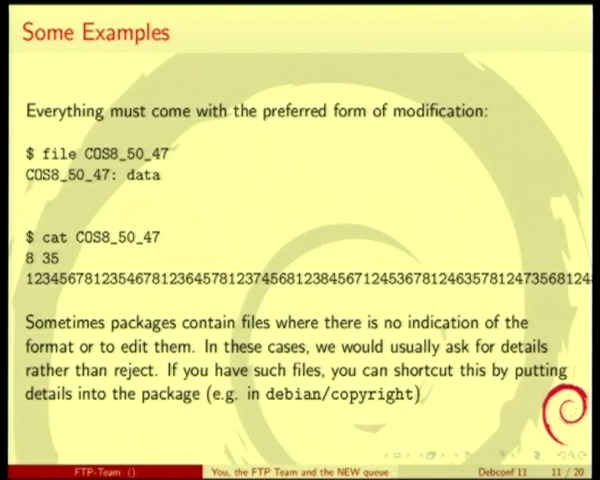 Some Examples
Everything must come with the preferred form of modification:
$ file COS8_50_47
COS8_50_47: data
$ cat COS8_50_47
8 35
12345678123546781236457812374568123845671245367812463578124735681248
Sometimes packages contain files where there is no indication of the
format or to edit them. In these cases, we would usually ask for details
rather than reject. If you have such files, you can shortcut this by putting
details into the package (e.g. in debian/copyright)
FTP-Team () You, the FTP Team and the NEW queue Debconf 11 11 / 20